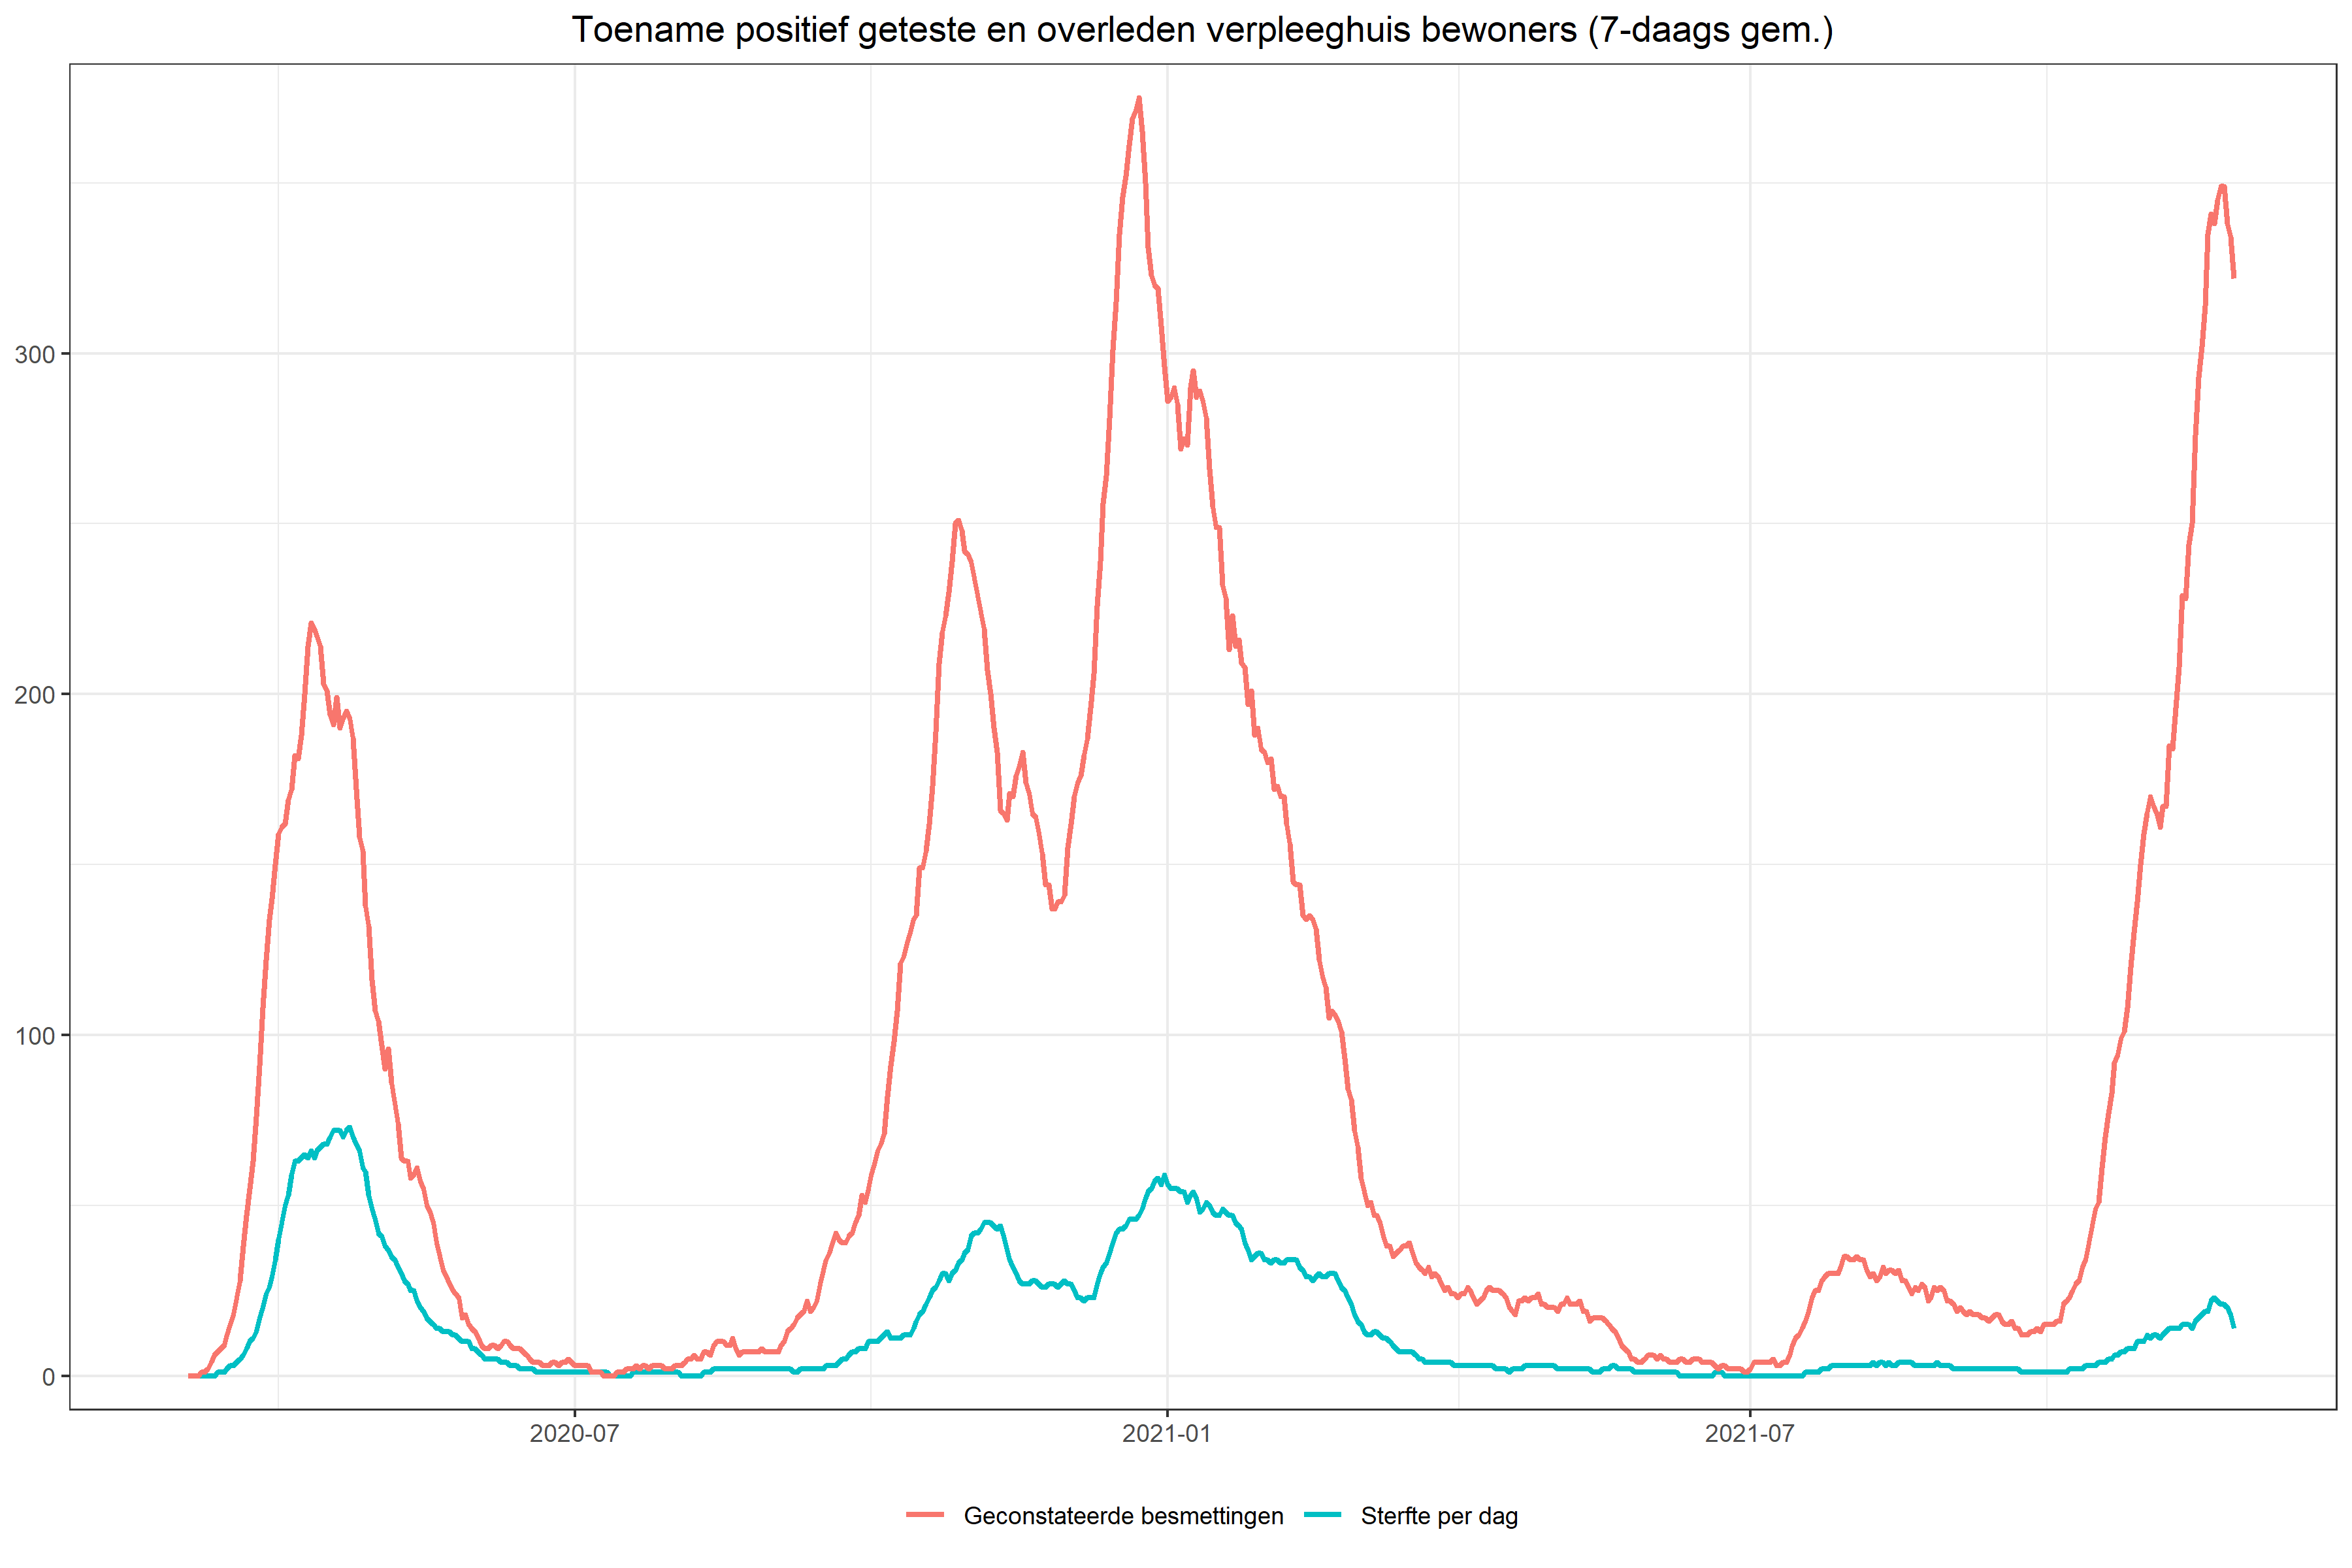 Toename positief geteste en overleden verpleeghuis bewoners (7-daags gem.)
300
200
100
0
2020-07 2021-01 2021-07
Geconstateerde besmettingen Sterfte per dag